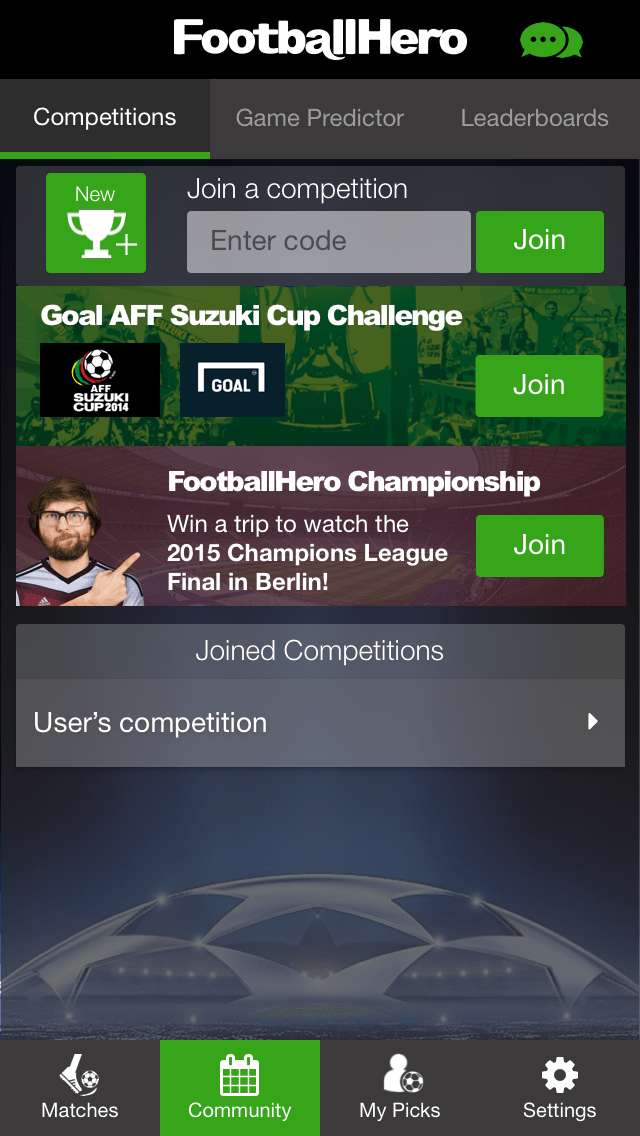 FootballHero
Competitions
Game Predictor
Leaderboards
New
Join a competition
Enter code
Join
Goal AFF Suzuki Cup Challenge
AFF
SUZUKI
CUP 2014
GOAL
Join
FootballHero Championship
Win a trip to watch the
2015 Champions League
Final in Berlin!
Join
Joined Competitions
User's competition
Matches
Community
My Picks
Settings